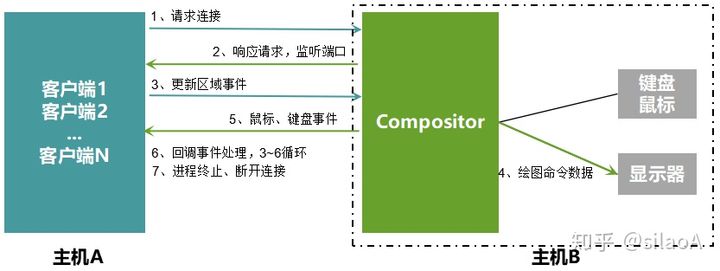 1、请求连接
2、响应请求，监听端口
3、更新区域事件
5、鼠标、键盘事件
6、回调事件处理，3~6循环
7、进程终止、断开连接
客户端1
客户端2
...
客户端N
Compositor
键盘
鼠标
4、绘图命令数据
显示器
主机A
主机B
知乎 @silaoA